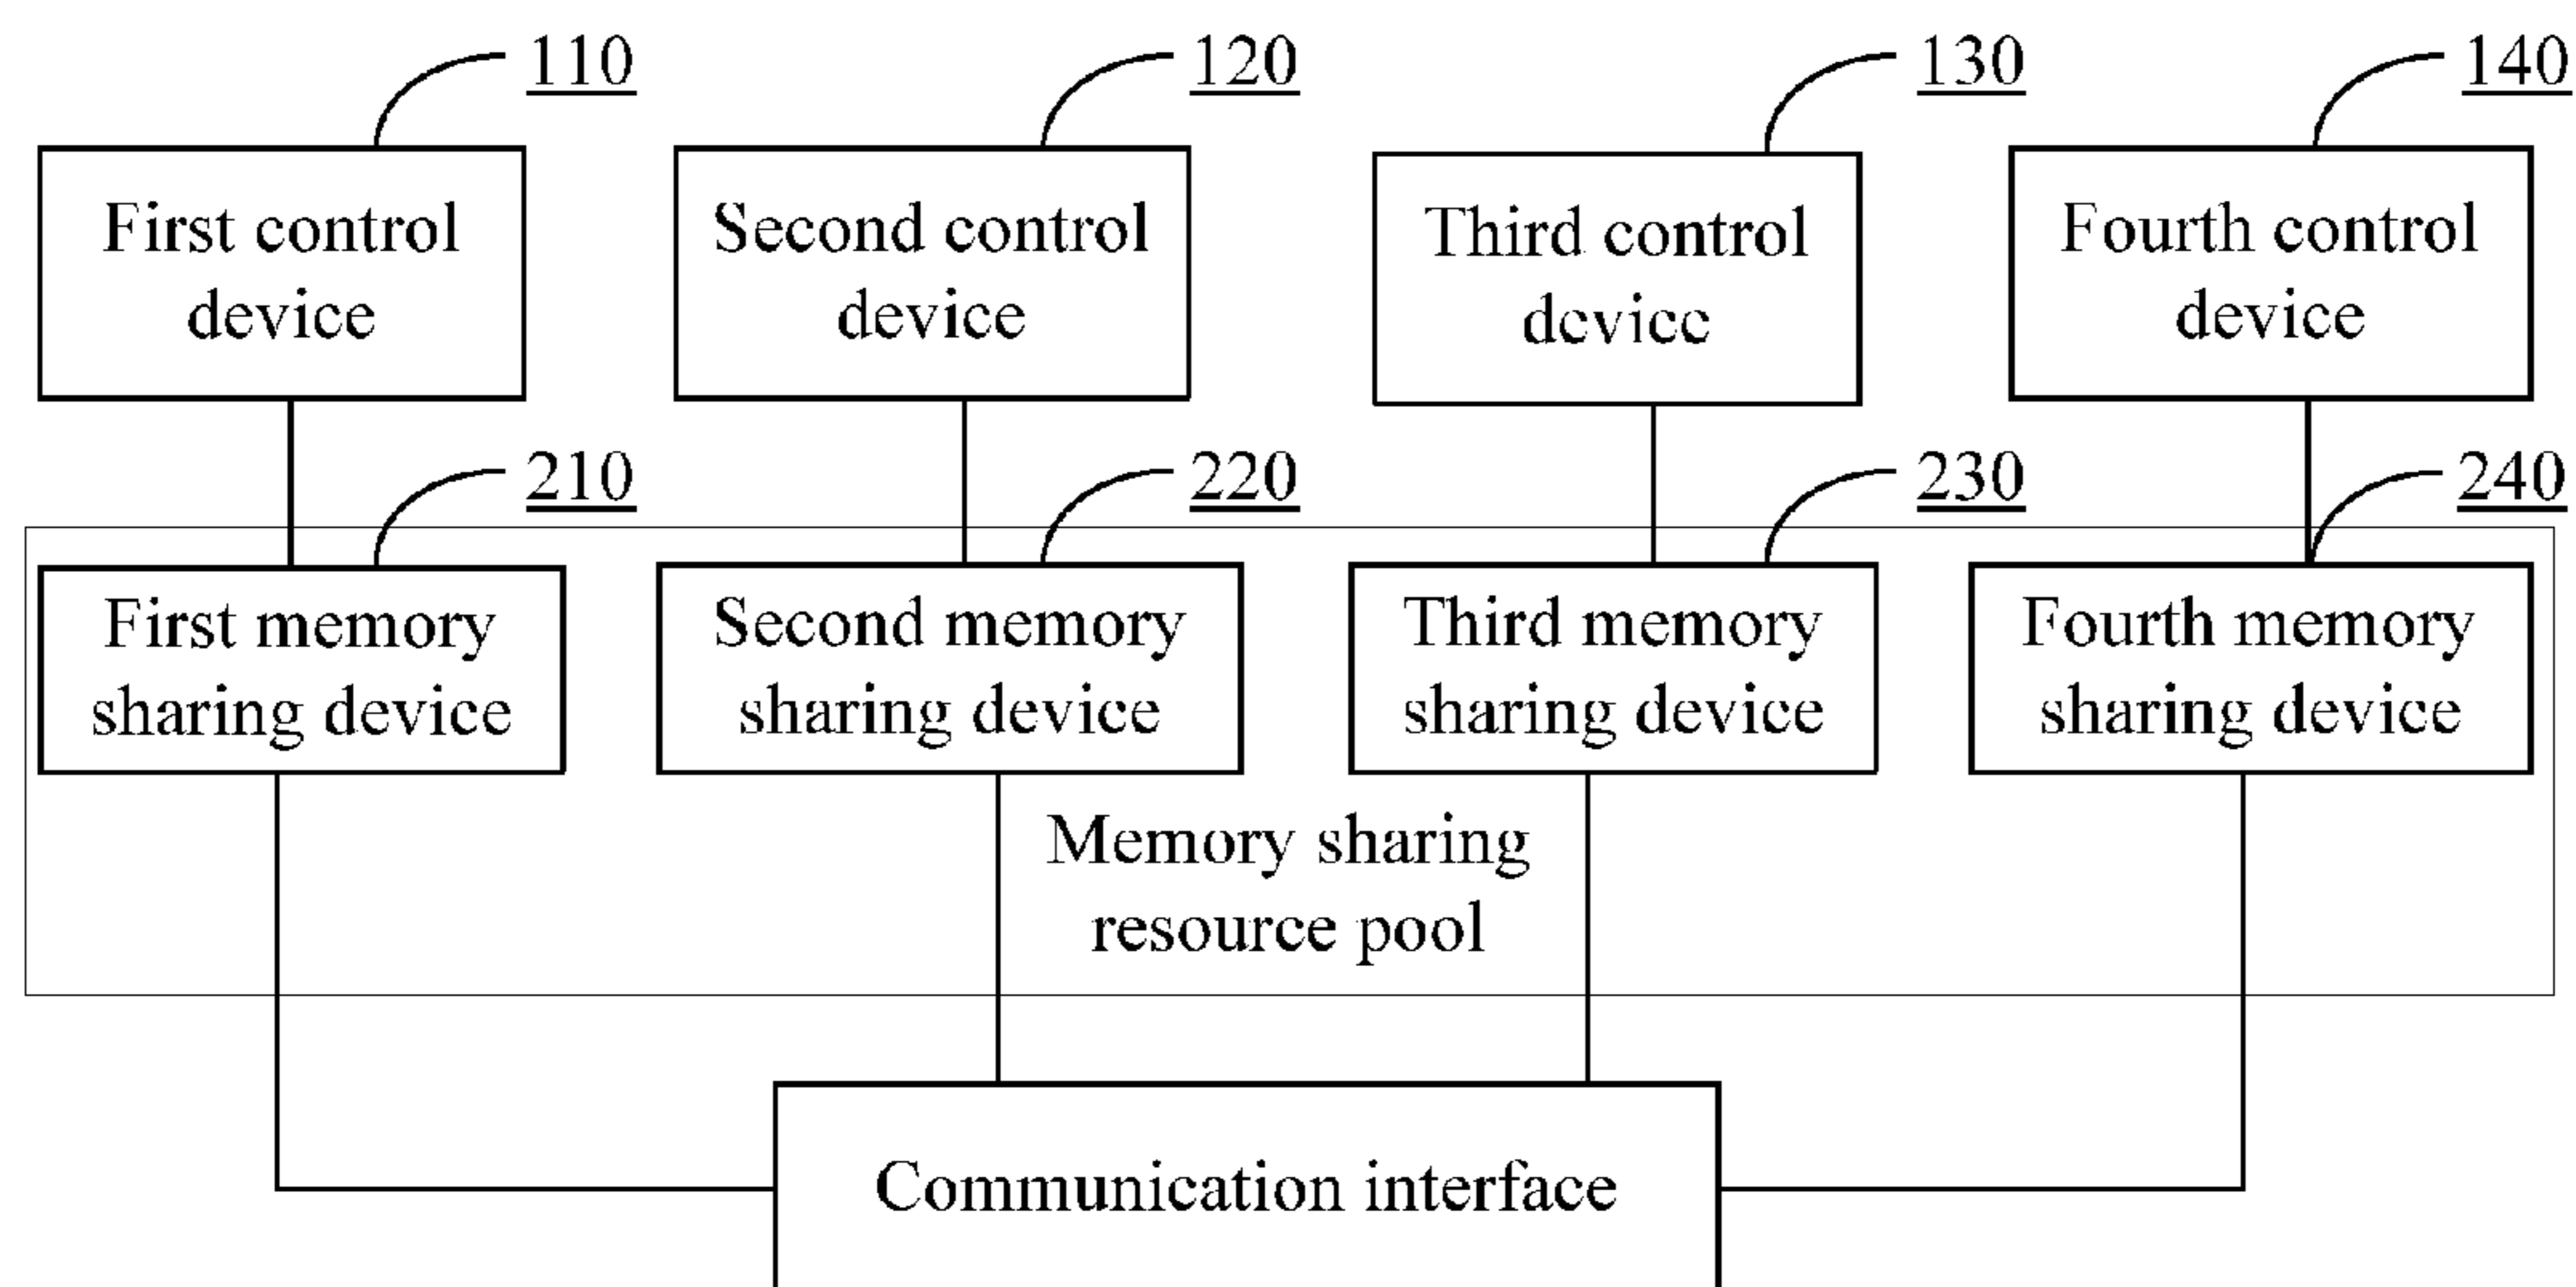 110
120
130
140
First control
device
Second control
device
Third control
device
Fourth control
device
210
220
230
240
First memory
sharing device
Second memory
sharing device
Third memory
sharing device
Fourth memory
sharing device
Memory sharing
resource pool
Communication interface